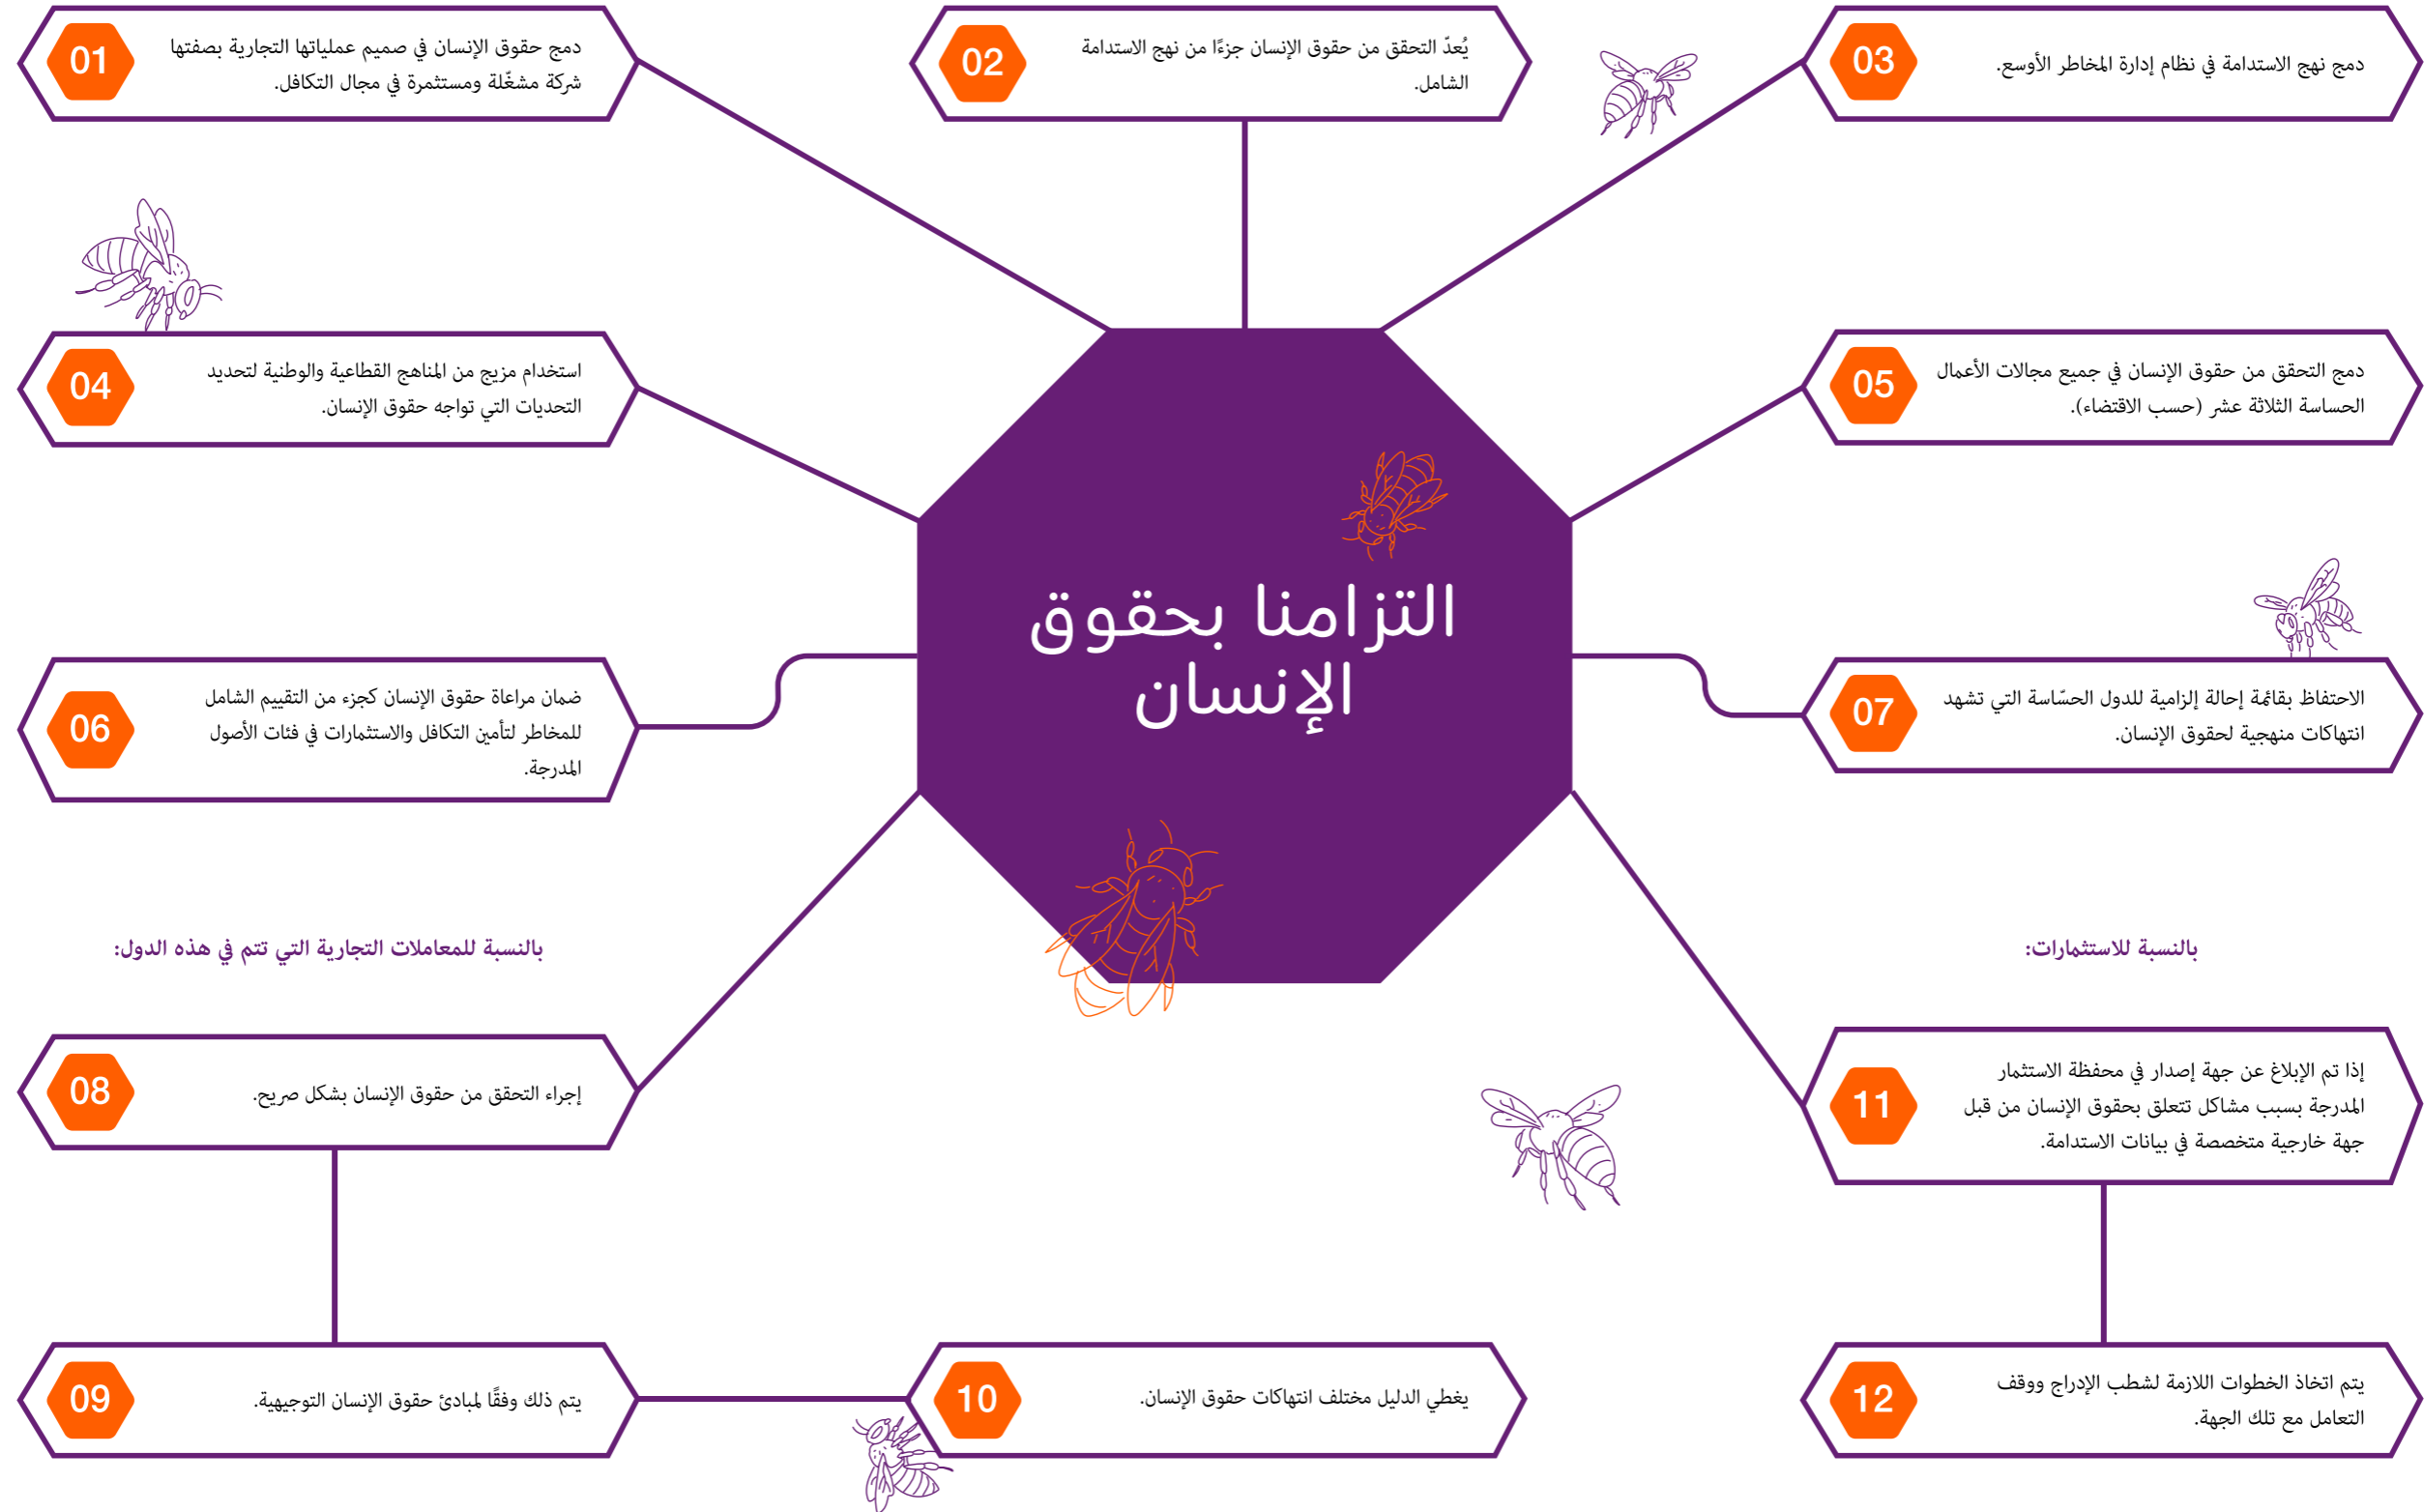 01
دمج حقوق الإنسان في صميم عملياتها التجارية بصفتها
شركة مشغّلة ومستثمرة في مجال التكافل.
02
يُعدّ التحقق من حقوق الإنسان جزءًا من نهج الاستدامة
الشامل.
03
دمج نهج الاستدامة في نظام إدارة المخاطر الأوسع.
04
استخدام مزيج من المناهج القطاعية والوطنية لتحديد
التحديات التي تواجه حقوق الإنسان.
05
دمج التحقق من حقوق الإنسان في جميع مجالات الأعمال
الحساسة الثلاثة عشر (حسب الاقتضاء).
التزامنا بحقوق
الإنسان
06
ضمان مراعاة حقوق الإنسان كجزء من التقييم الشامل
للمخاطر لتأمين التكافل والاستثمارات في فئات الأصول
المدرجة.
07
الاحتفاظ بقائمة إحالة إلزامية للدول الحسّاسة التي تشهد
انتهاكات منهجية لحقوق الإنسان.
بالنسبة للمعاملات التجارية التي تتم في هذه الدول:
08
إجراء التحقق من حقوق الإنسان بشكل صريح.
09
يتم ذلك وفقًا لمبادئ حقوق الإنسان التوجيهية.
10
يغطي الدليل مختلف انتهاكات حقوق الإنسان.
بالنسبة للاستثمارات:
11
إذا تم الإبلاغ عن جهة إصدار في محفظة الاستثمار
المدرجة بسبب مشاكل تتعلق بحقوق الإنسان من قبل
جهة خارجية متخصصة في بيانات الاستدامة.
12
يتم اتخاذ الخطوات اللازمة لشطب الإدراج ووقف
التعامل مع تلك الجهة.